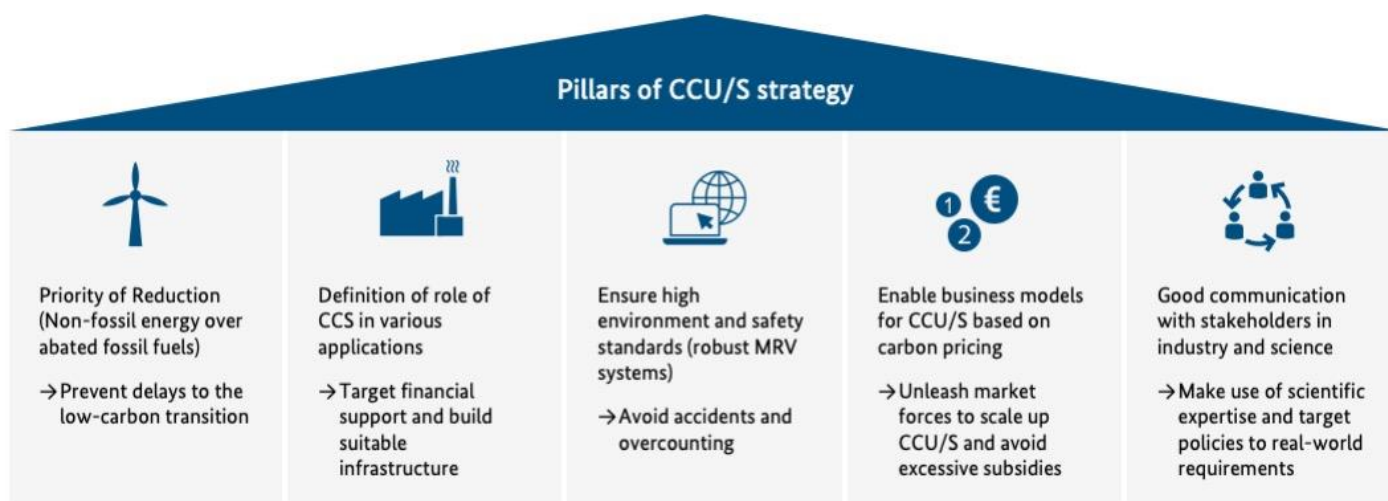 Pillars of CCU/S strategy
1
€
2
Priority of Reduction
(Non-fossil energy over
abated fossil fuels)
→Prevent delays to the
low-carbon transition
Definition of role of
CCS in various
applications
→Target financial
support and build
suitable
infrastructure
Ensure high
environment and safety
standards (robust MRV
systems)
→Avoid accidents and
overcounting
Enable business models
for CCU/S based on
carbon pricing
→Unleash market
forces to scale up
CCU/S and avoid
excessive subsidies
Good communication
with stakeholders in
industry and science
→Make use of scientific
expertise and target
policies to real-world
requirements